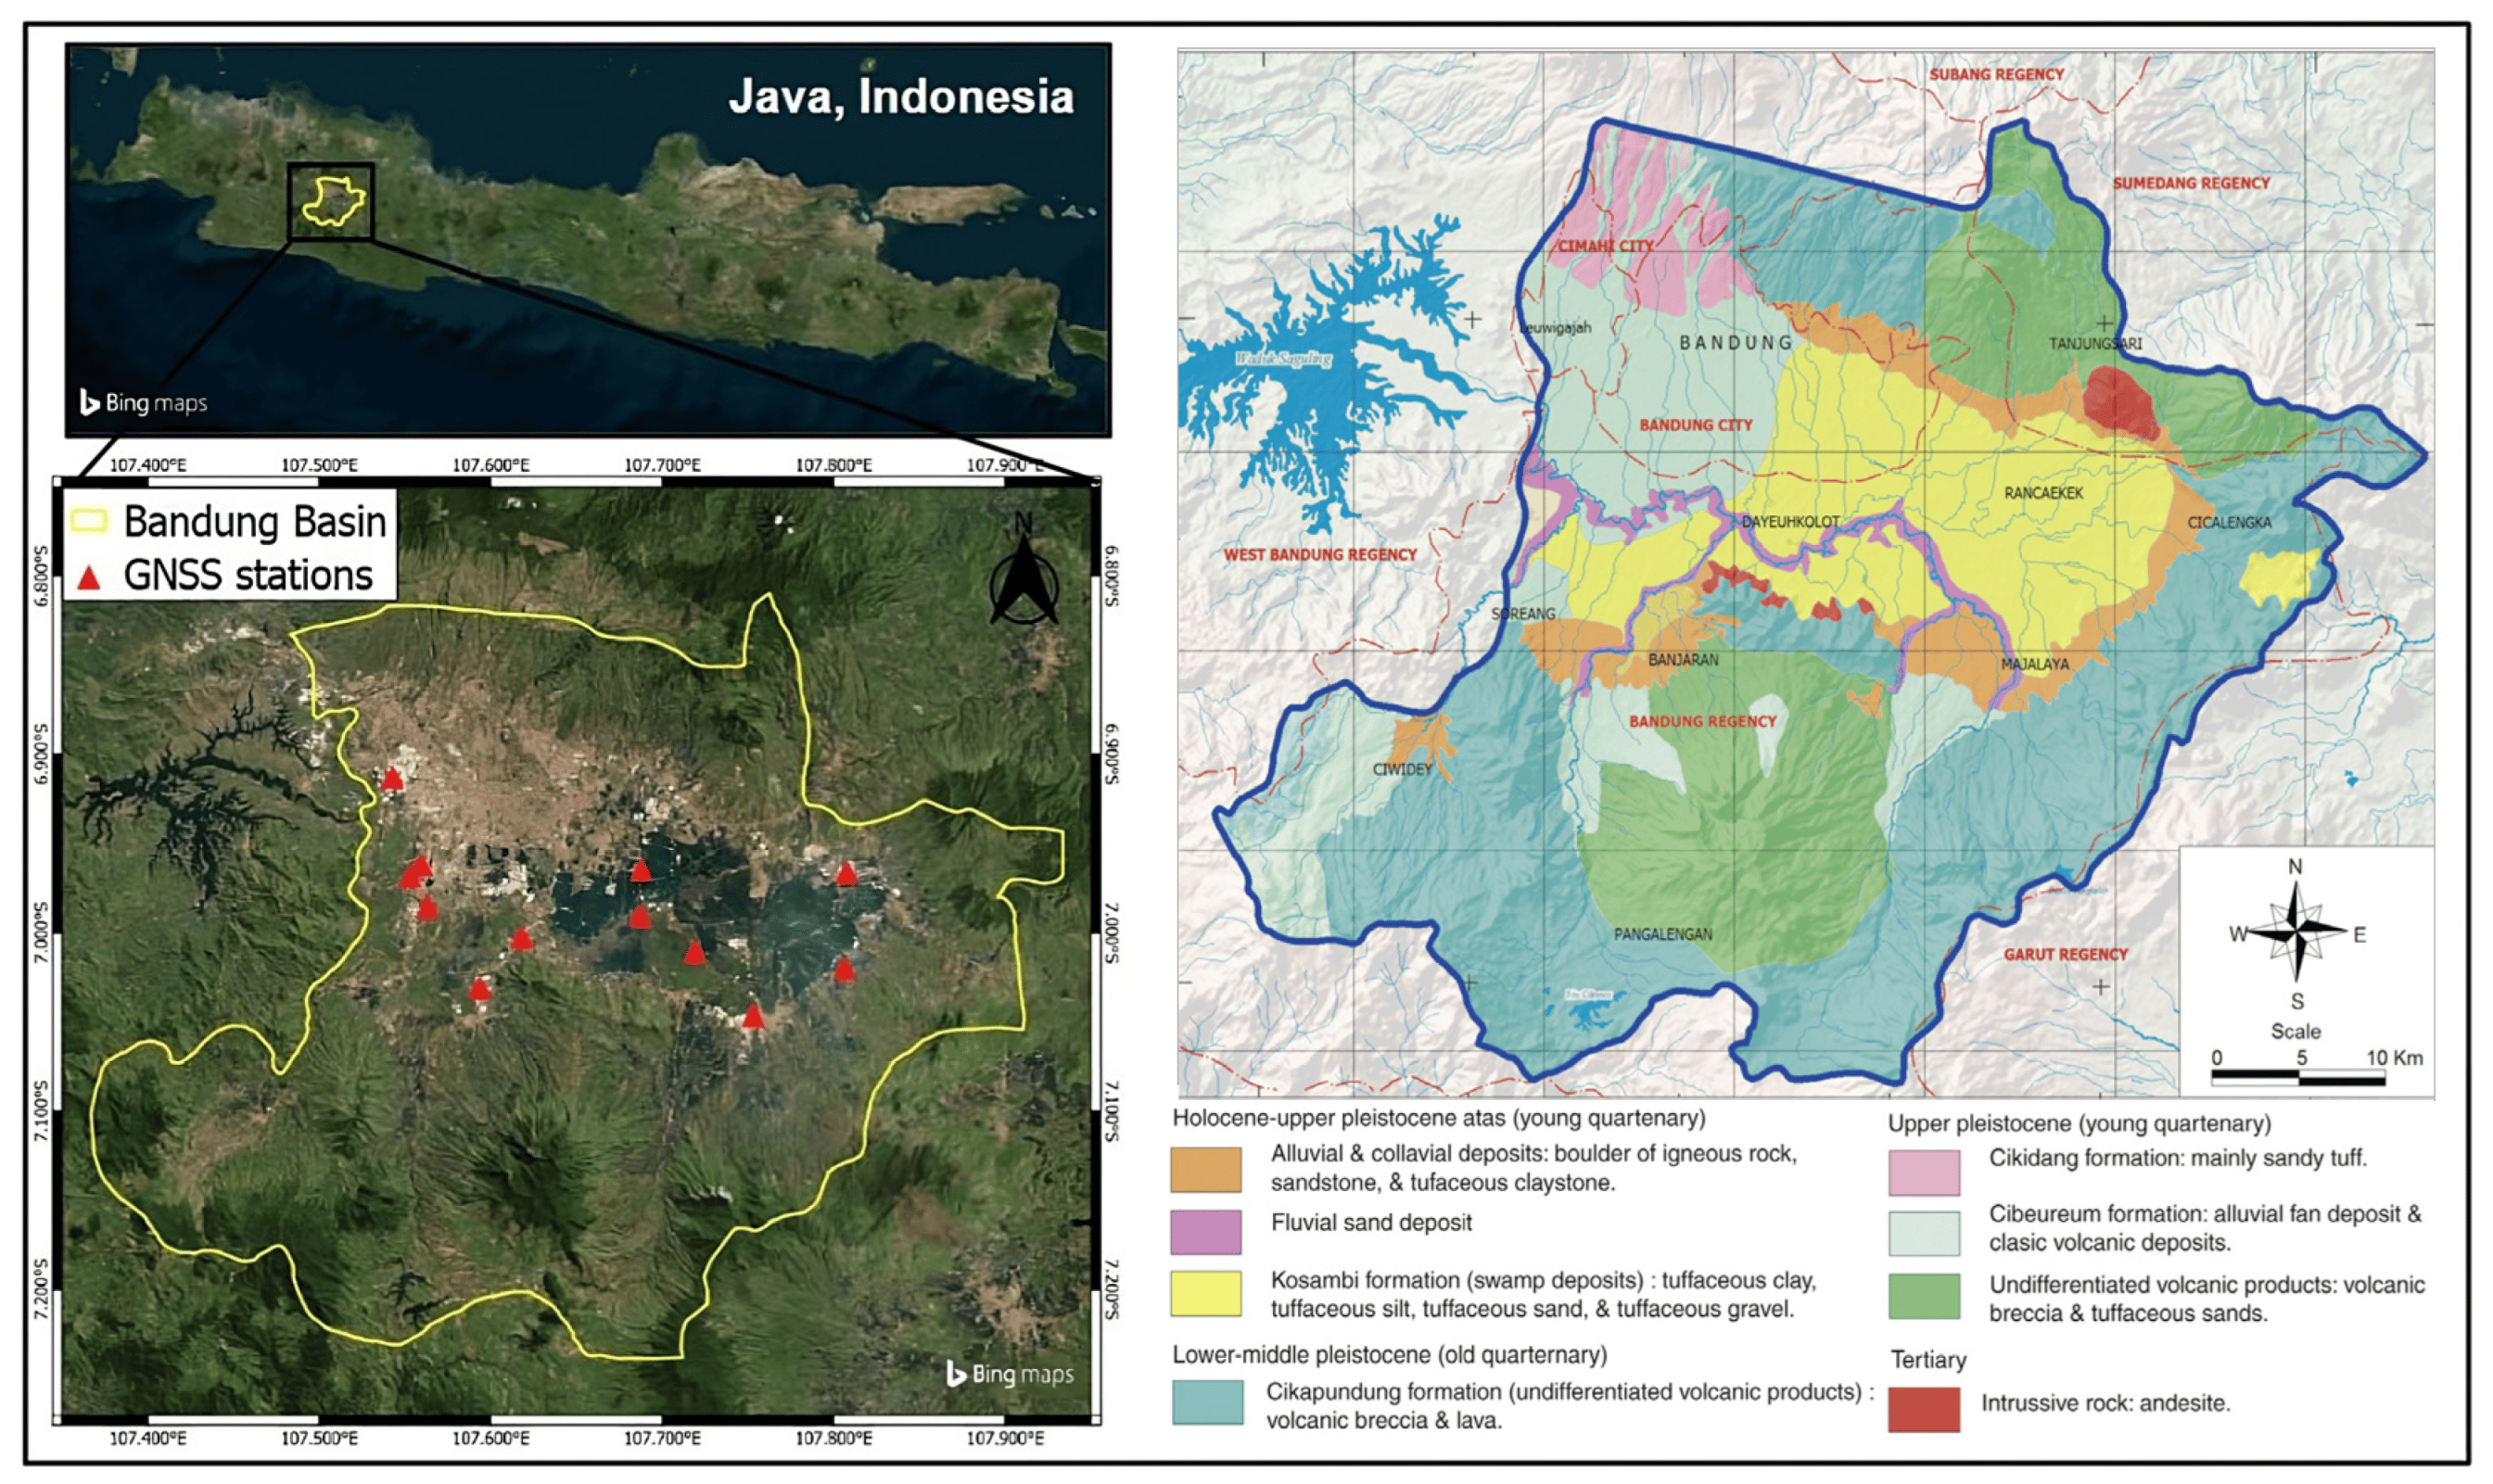 Java, Indonesia
Bing maps
107.400°E 107.500°E 107.600°E 107.700°E 107.800°E 107.900°E
Bandung Basin
GNSS stations
N
6.800°S
6.900°S
7.000°S
7.100°S
7.200°S
6.800°S
6.900°S
7.000°S
7.100°S
7.200°S
Bing maps
107.400°E 107.500°E 107.600°E 107.700°E 107.800°E 107.900°E
SUBANG REGENCY
SUMEDANG REGENCY
CIMAHI CITY
Leuwigajah
BANDUNG
TANJUNGSARI
Waduk Saguling
BANDUNG CITY
RANCAEKEK
DAYEUHKOLOT
CICALENGKA
WEST BANDUNG REGENCY
SOREANG
BANJARAN
MAJALAYA
BANDUNG REGENCY
CIWIDEY
PANGALENGAN
GARUT REGENCY
N
W E
S
Scale
0 5 10 Km
Holocene-upper pleistocene atas (young quartenary)
Alluvial & collavial deposits: boulder of igneous rock,
sandstone, & tufaceous claystone.
Fluvial sand deposit
Kosambi formation (swamp deposits) : tuffaceous clay,
tuffaceous silt, tuffaceous sand, & tuffaceous gravel.
Lower-middle pleistocene (old quarternary)
Cikapundung formation (undifferentiated volcanic products) :
volcanic breccia & lava.
Upper pleistocene (young quartenary)
Cikidang formation: mainly sandy tuff.
Cibeureum formation: alluvial fan deposit &
clasic volcanic deposits.
Undifferentiated volcanic products: volcanic
breccia & tuffaceous sands.
Tertiary
Intrussive rock: andesite.